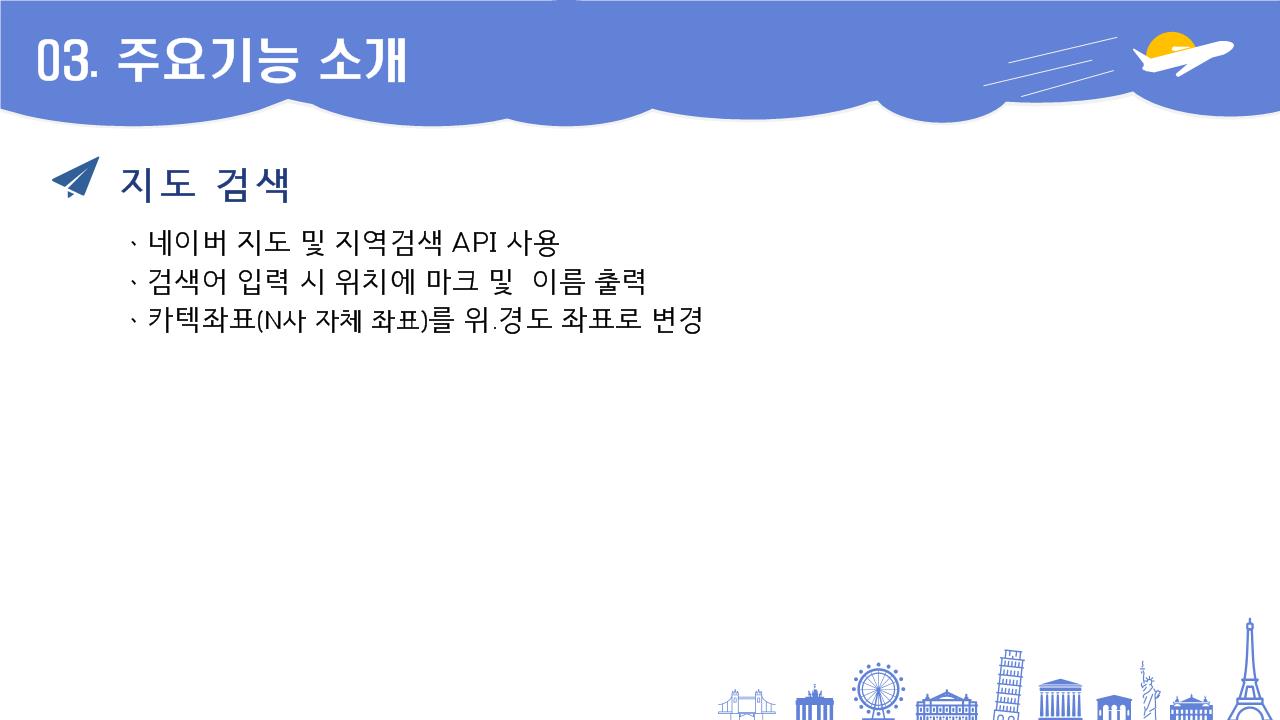 03. 주요기능 소개
지도 검색
· 네이버 지도 및 지역검색 API 사용
· 검색어 입력 시 위치에 마크 및 이름 출력
· 카텍좌표(N사 자체 좌표)를 위.경도 좌표로 변경